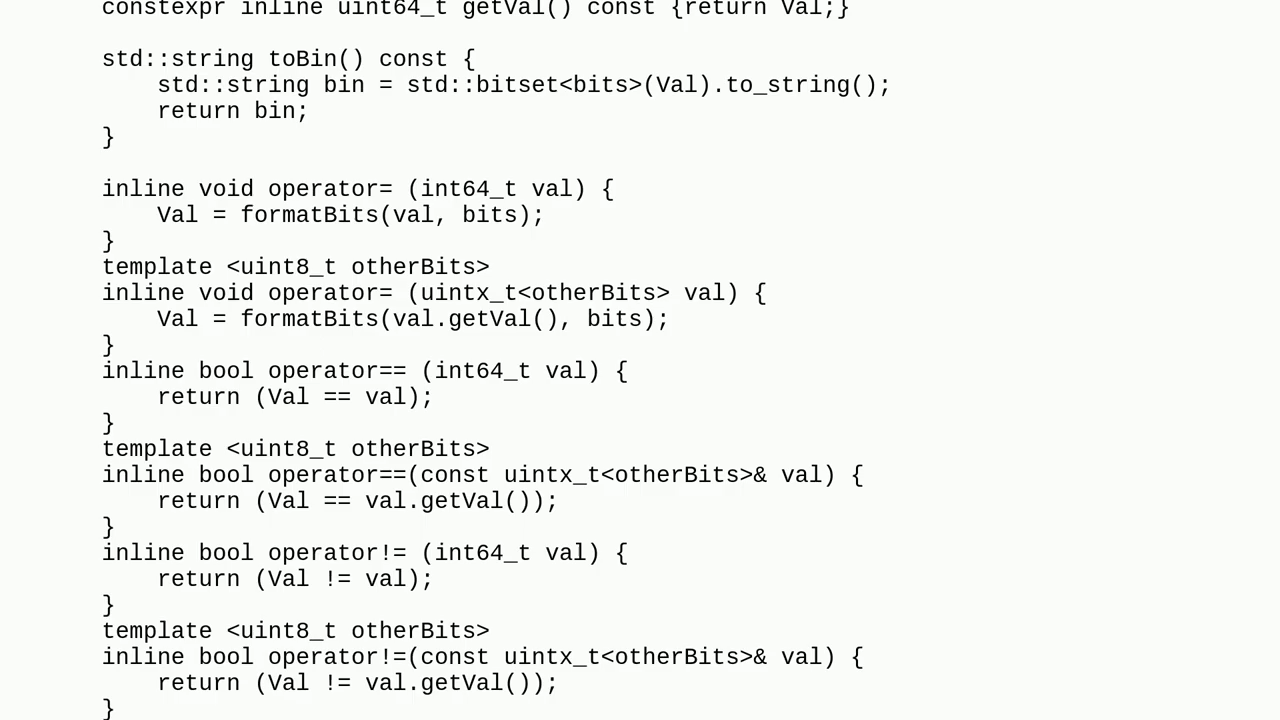 constexpr inline uint64_t getVal() const {return Val;}

std::string toBin() const {
    std::string bin = std::bitset<bits>(Val).to_string();
    return bin;
}

inline void operator= (int64_t val) {
    Val = formatBits(val, bits);
}
template <uint8_t otherBits>
inline void operator= (uintx_t<otherBits> val) {
    Val = formatBits(val.getVal(), bits);
}
inline bool operator== (int64_t val) {
    return (Val == val);
}
template <uint8_t otherBits>
inline bool operator==(const uintx_t<otherBits>& val) {
    return (Val == val.getVal());
}
inline bool operator!= (int64_t val) {
    return (Val != val);
}
template <uint8_t otherBits>
inline bool operator!=(const uintx_t<otherBits>& val) {
    return (Val != val.getVal());
}